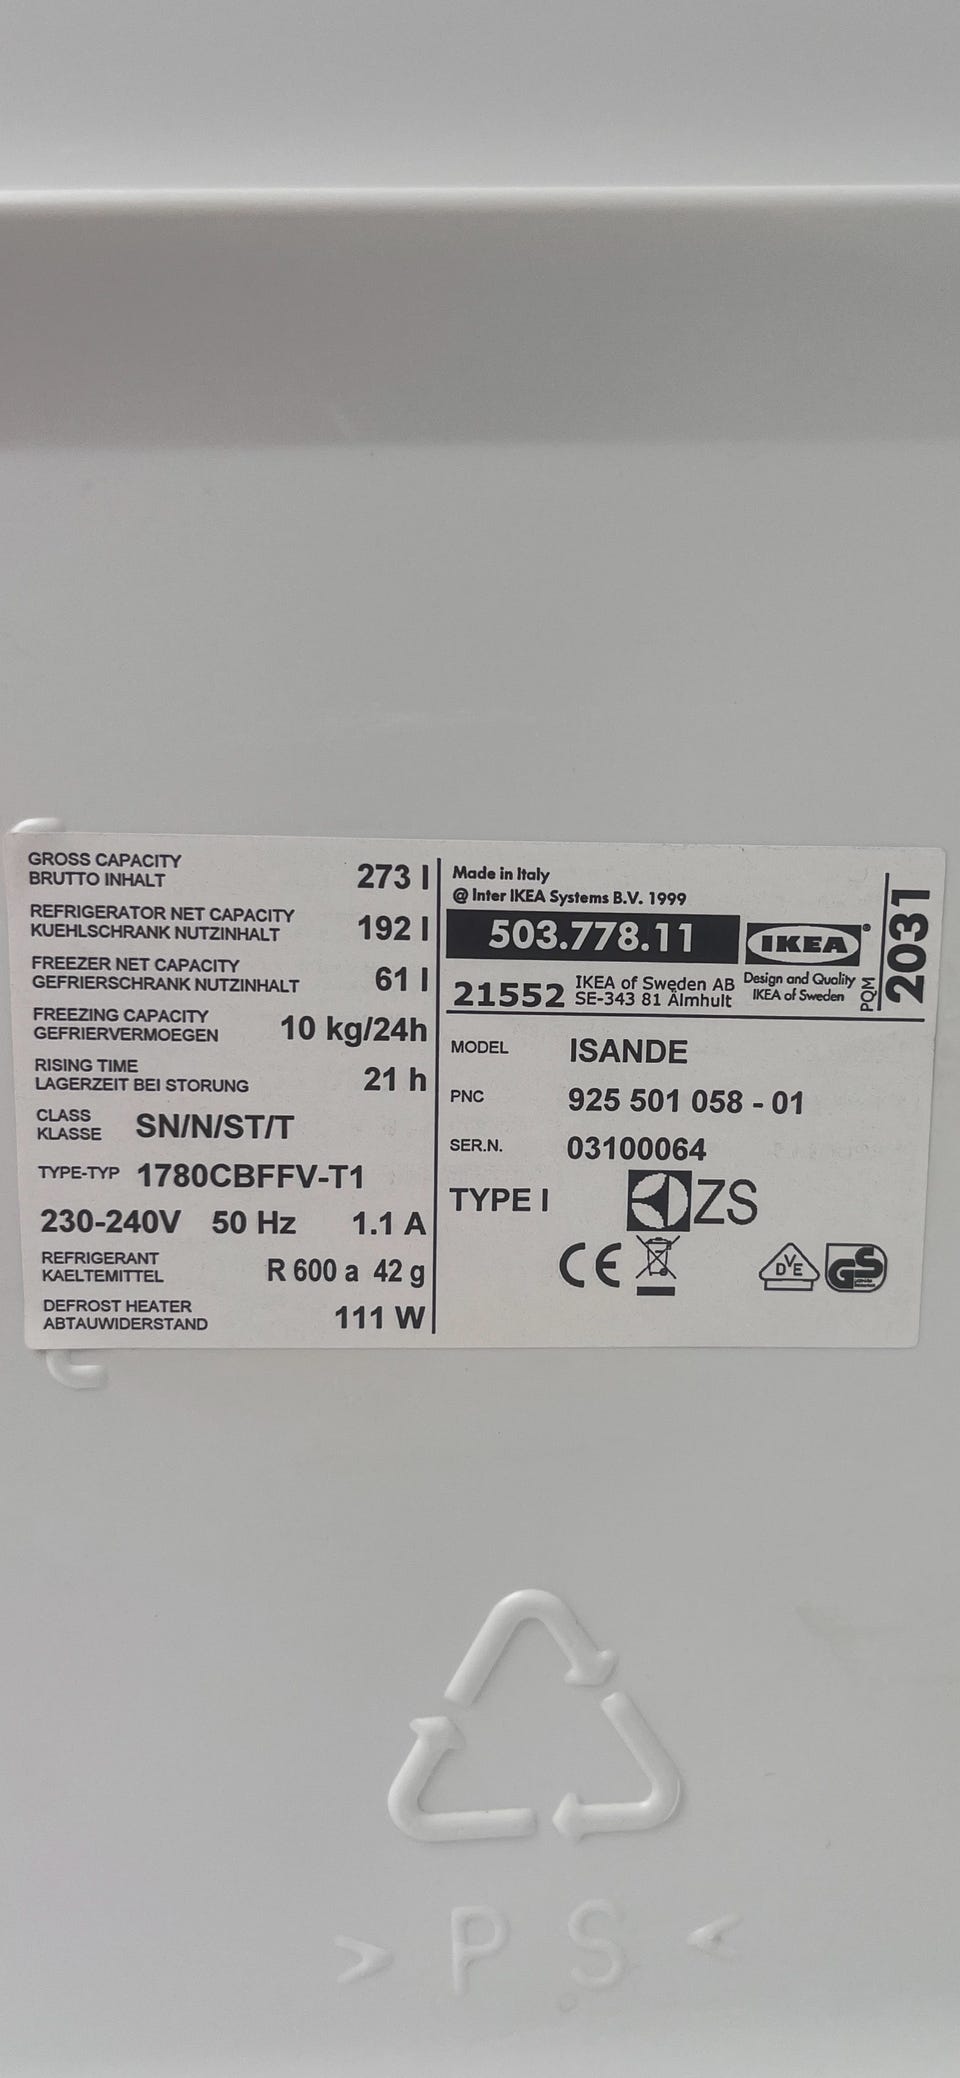 GROSS CAPACITY
BRUTTO INHALT 273 l
REFRIGERATOR NET CAPACITY
KUEHLSCHRANK NUTZINHALT 192 l
FREEZER NET CAPACITY
GEFRIERSCHRANK NUTZINHALT 61 l
FREEZING CAPACITY
GEFRIERVERMOEGEN 10 kg/24h
RISING TIME
LAGERZEIT BEI STORUNG 21 h
CLASS
KLASSE SN/N/ST/T
TYPE-TYP 1780CBFFV-T1
230-240V 50 Hz 1.1 A
REFRIGERANT
KAELTEMITTEL R 600 a 42 g
DEFROST HEATER
ABTAUWIDERSTAND 111 W
Made in Italy
@ Inter IKEA Systems B.V. 1999
503.778.11
IKEA®
21552
IKEA of Sweden AB
SE-343 81 Älmhult
Design and Quality
IKEA of Sweden
PQM
2031
MODEL ISANDE
PNC 925 501 058 - 01
SER.N. 03100064
TYPE I
ZS
CE
DVE
GS
> P S <